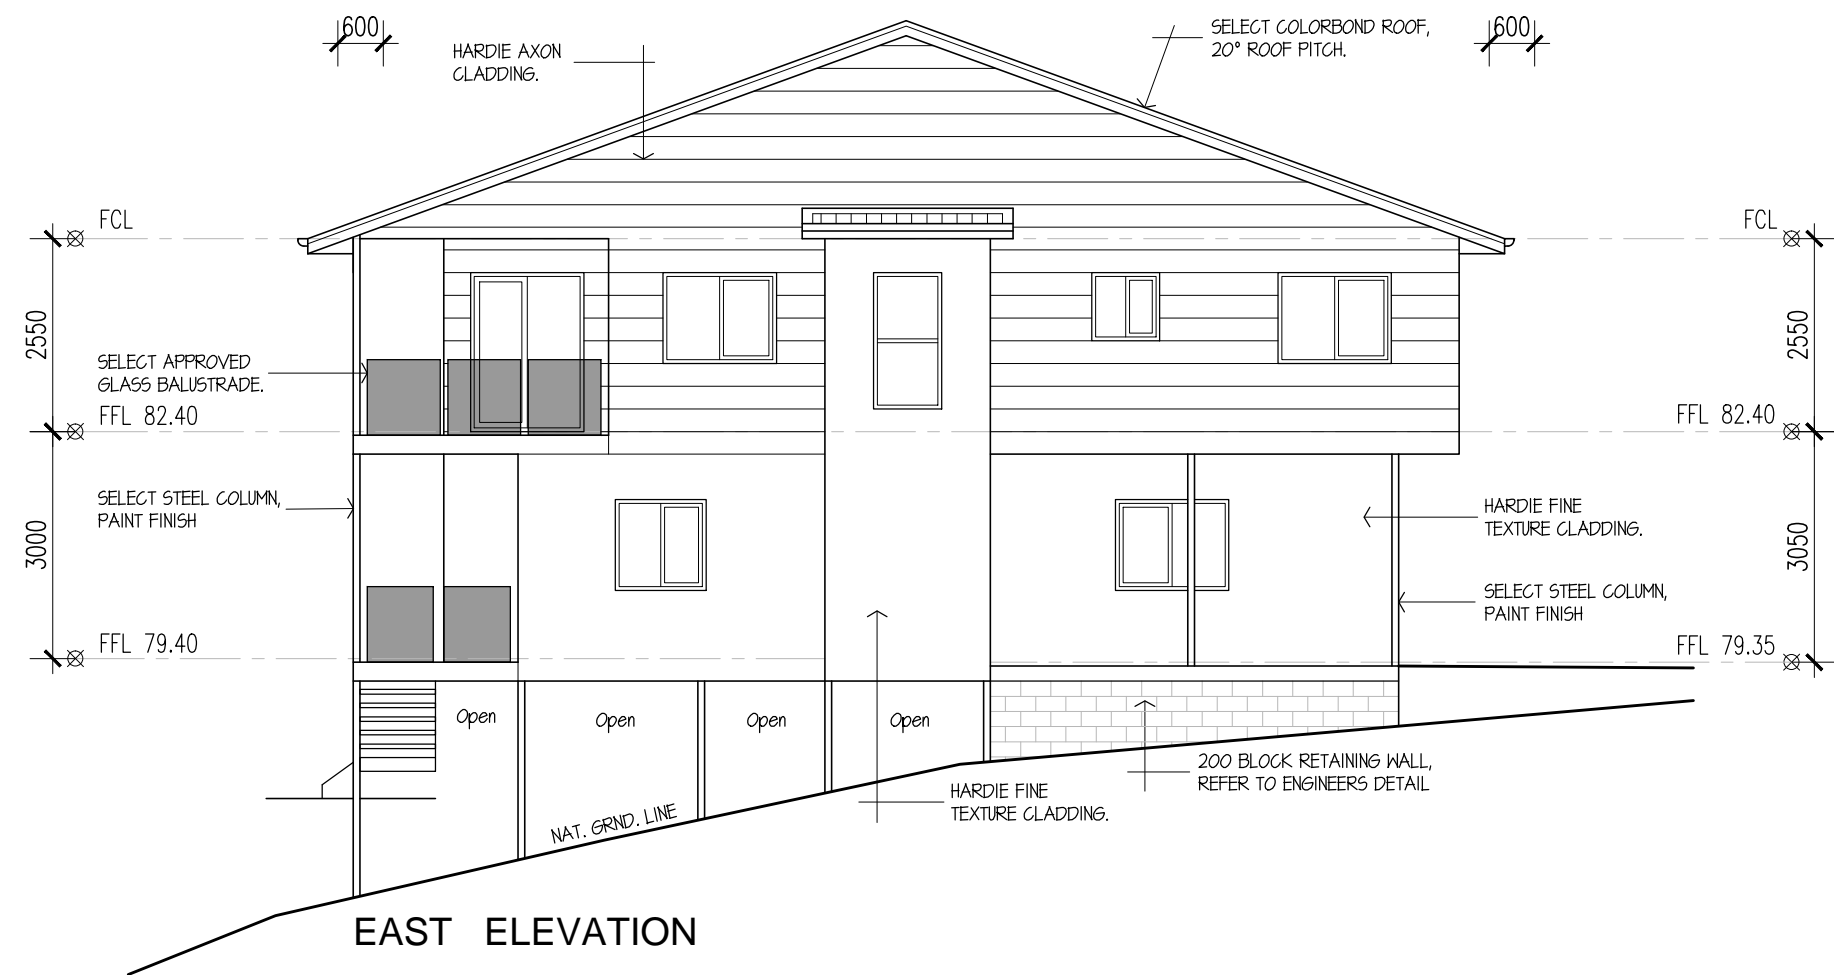 600
HARDIE AXON
CLADDING.
SELECT COLORBOND ROOF,
20° ROOF PITCH.
600
FCL
FCL
2550
2550
SELECT APPROVED
GLASS BALUSTRADE.
FFL 82.40
FFL 82.40
SELECT STEEL COLUMN,
PAINT FINISH
HARDIE FINE
TEXTURE CLADDING.
3000
3050
SELECT STEEL COLUMN,
PAINT FINISH
FFL 79.40
FFL 79.35
Open
Open
Open
Open
200 BLOCK RETAINING WALL,
REFER TO ENGINEERS DETAIL
HARDIE FINE
TEXTURE CLADDING.
NAT. GRND. LINE
EAST ELEVATION